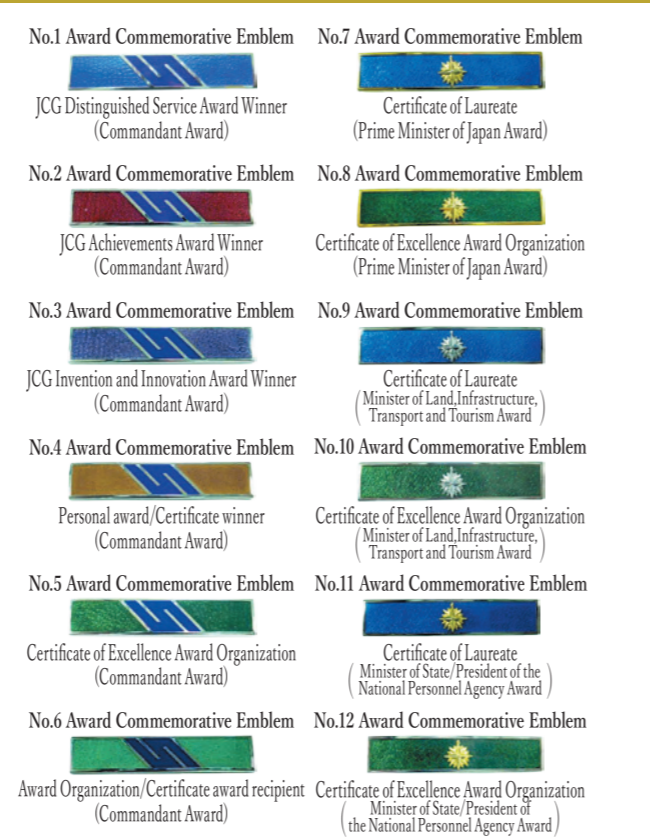 No.1 Award Commemorative Emblem
JCG Distinguished Service Award Winner
(Commandant Award)
No.2 Award Commemorative Emblem
JCG Achievements Award Winner
(Commandant Award)
No.3 Award Commemorative Emblem
JCG Invention and Innovation Award Winner
(Commandant Award)
No.4 Award Commemorative Emblem
Personal award/Certificate winner
(Commandant Award)
No.5 Award Commemorative Emblem
Certificate of Excellence Award Organization
(Commandant Award)
No.6 Award Commemorative Emblem
Award Organization/Certificate award recipient
(Commandant Award)
No.7 Award Commemorative Emblem
Certificate of Laureate
(Prime Minister of Japan Award)
No.8 Award Commemorative Emblem
Certificate of Excellence Award Organization
(Prime Minister of Japan Award)
No.9 Award Commemorative Emblem
Certificate of Laureate
(Minister of Land,Infrastructure,
Transport and Tourism Award)
No.10 Award Commemorative Emblem
Certificate of Excellence Award Organization
(Minister of Land,Infrastructure,
Transport and Tourism Award)
No.11 Award Commemorative Emblem
Certificate of Laureate
(Minister of State/President of the
National Personnel Agency Award)
No.12 Award Commemorative Emblem
Certificate of Excellence Award Organization
(Minister of State/President of
the National Personnel Agency Award)